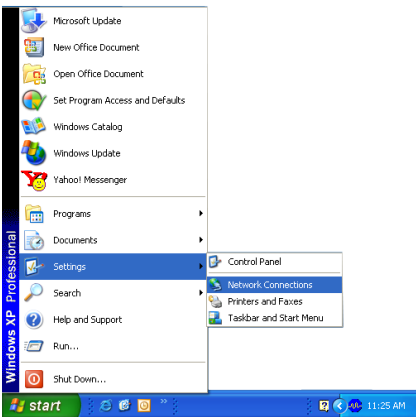 Microsoft Update
New Office Document
Open Office Document
Set Program Access and Defaults
Windows Catalog
Windows Update
Yahoo! Messenger
Programs
Documents
Settings
Search
Help and Support
Run...
Shut Down...
Windows XP Professional
Control Panel
Network Connections
Printers and Faxes
Taskbar and Start Menu
start
11:25 AM